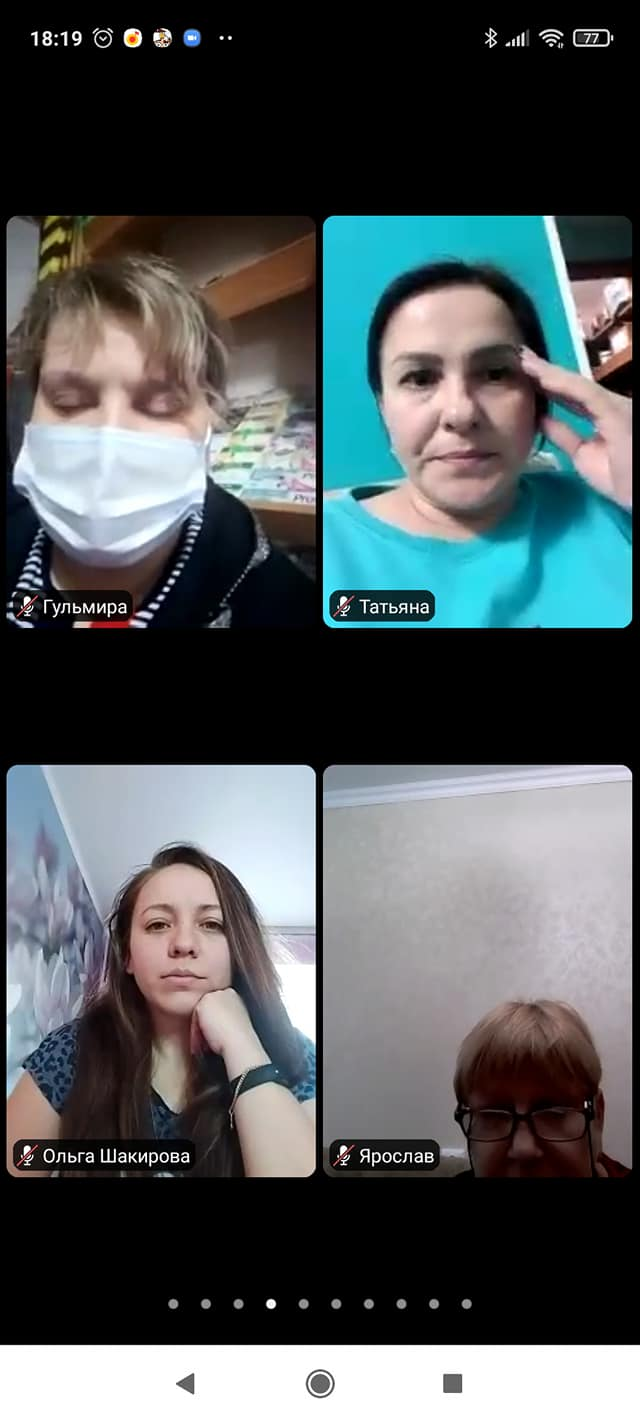 18:19
77
Гульмира
Татьяна
Ольга Шакирова
Ярослав